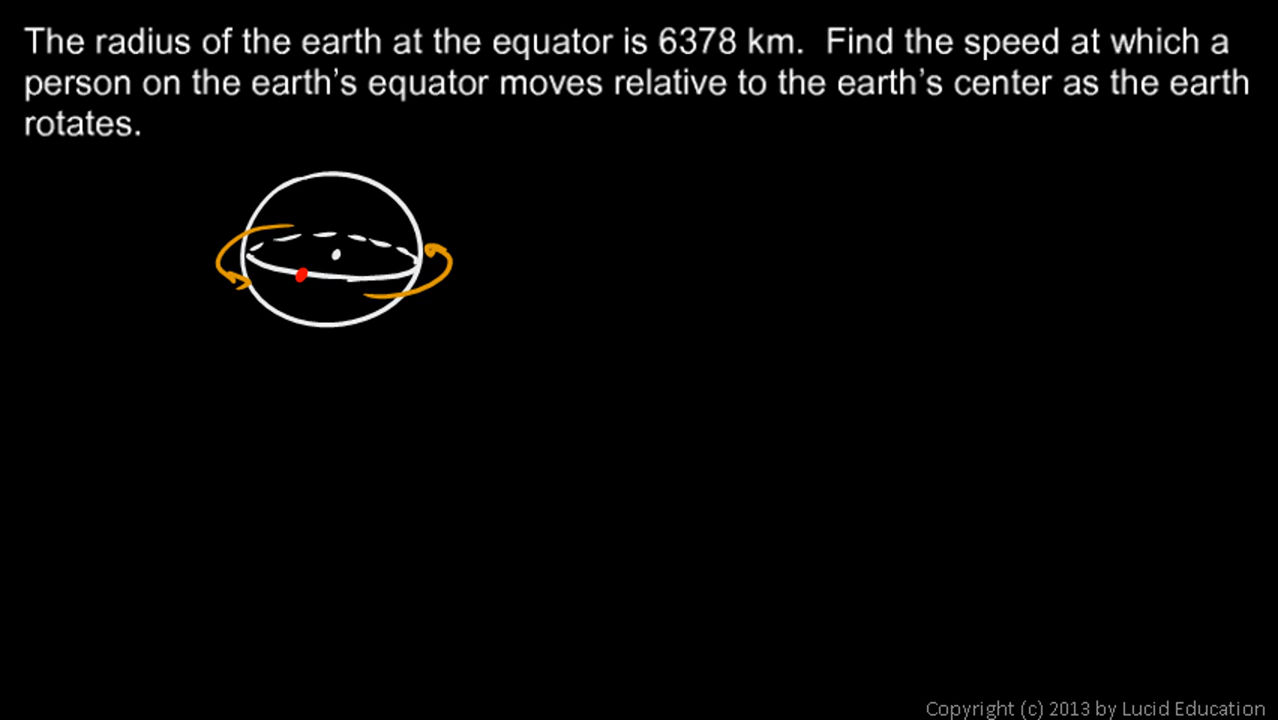 The radius of the earth at the equator is 6378 km.  Find the speed at which a
person on the earth’s equator moves relative to the earth’s center as the earth
rotates.
Copyright (c) 2013 by Lucid Education